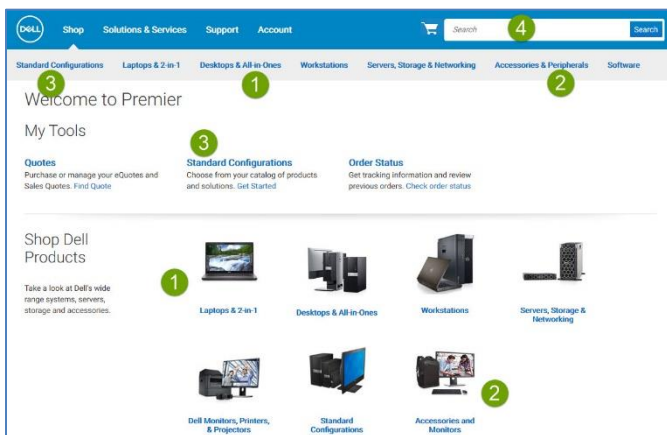 DELL Shop Solutions & Services Support Account Search 4 Search
Standard Configurations Laptops & 2-in-1 Desktops & All-in-Ones Workstations Servers, Storage & Networking Accessories & Peripherals Software
3 1 2
Welcome to Premier
My Tools
3
Quotes Standard Configurations Order Status
Purchase or manage your eQuotes and Choose from your catalog of products Get tracking information and review
Sales Quotes. Find Quote and solutions. Get Started previous orders. Check order status
Shop Dell
Products
Take a look at Dell's wide
range systems, servers,
storage and accessories.
1
Laptops & 2-in-1 Desktops & All-in-Ones Workstations Servers, Storage &
Networking
2
Dell Monitors, Printers, Standard Accessories and
& Projectors Configurations Monitors